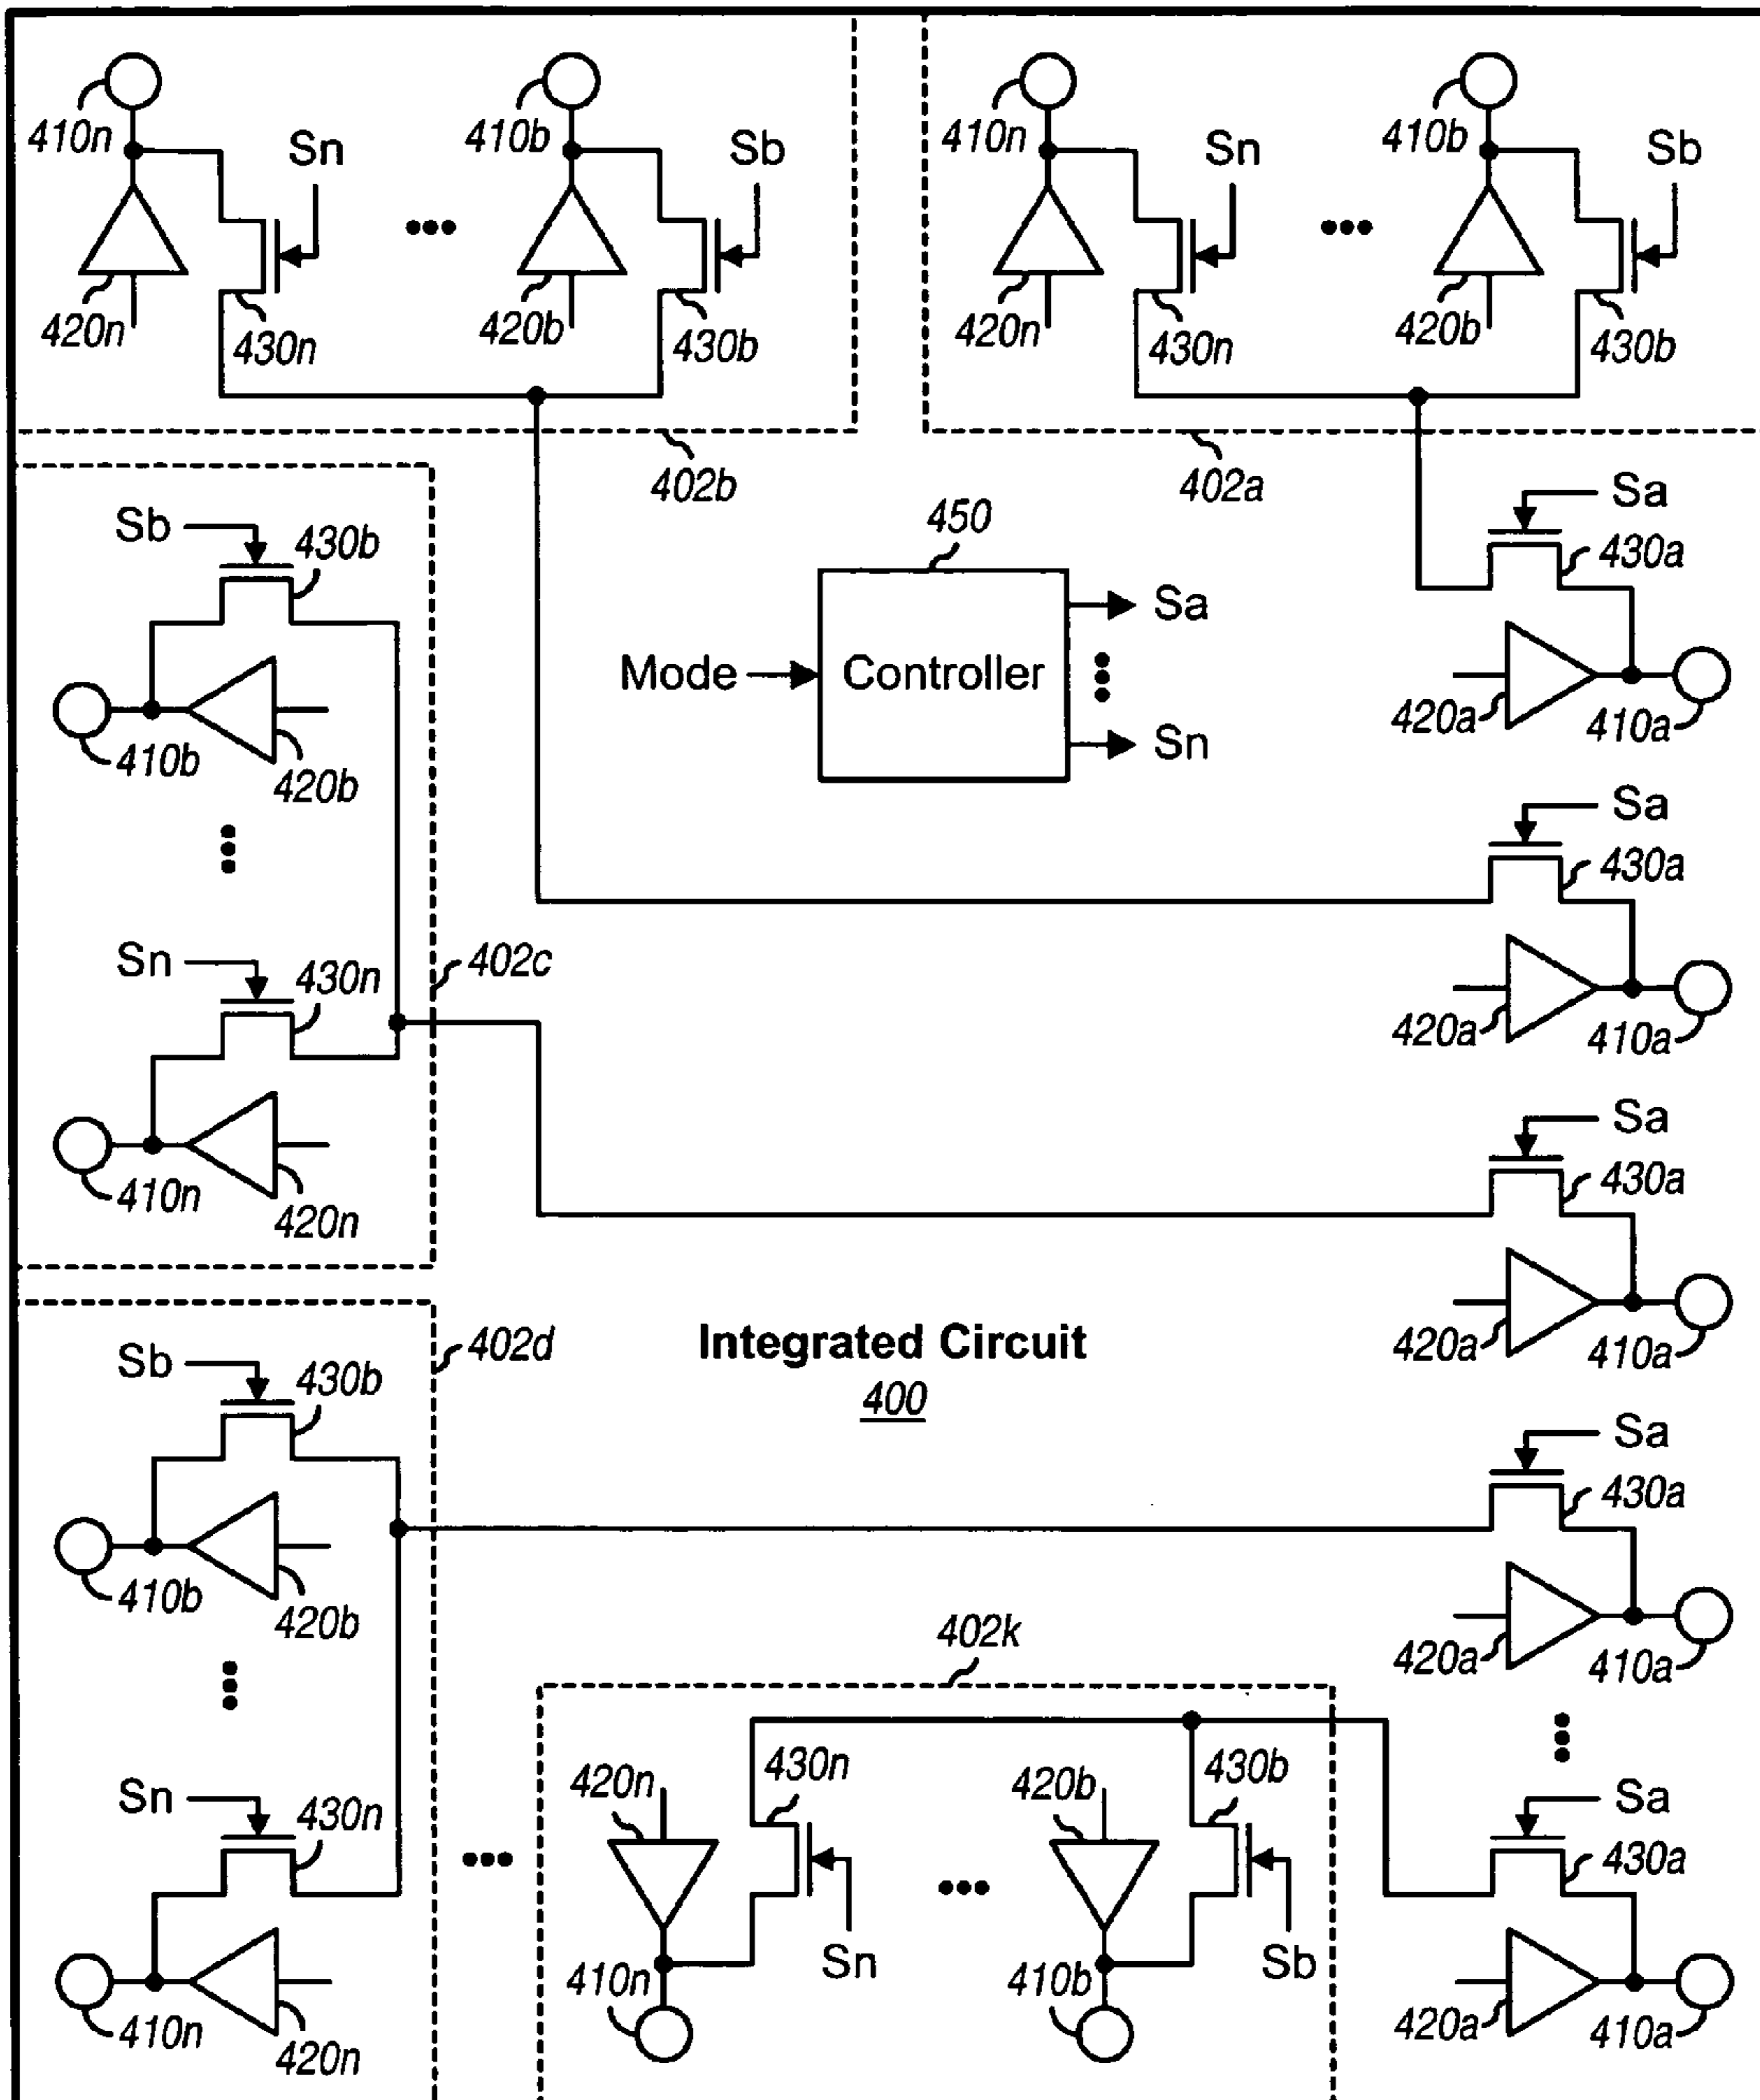 410n
Sn
410b
Sb
410n
Sn
410b
Sb
420n
430n
420b
430b
420n
430n
420b
430b
402b
402a
Sb
430b
450
Sa
430a
Sa
Mode
Controller
Sn
410b
420b
420a
410a
Sa
430a
Sn
430n
402c
420a
410a
Sa
410n
420n
430a
Sb
430b
402d
Integrated Circuit
400
420a
410a
Sa
430a
410b
420b
402k
420a
410a
Sn
430n
420n
430n
420b
430b
Sa
430a
410n
Sn
410b
Sb
410n
420n
420a
410a